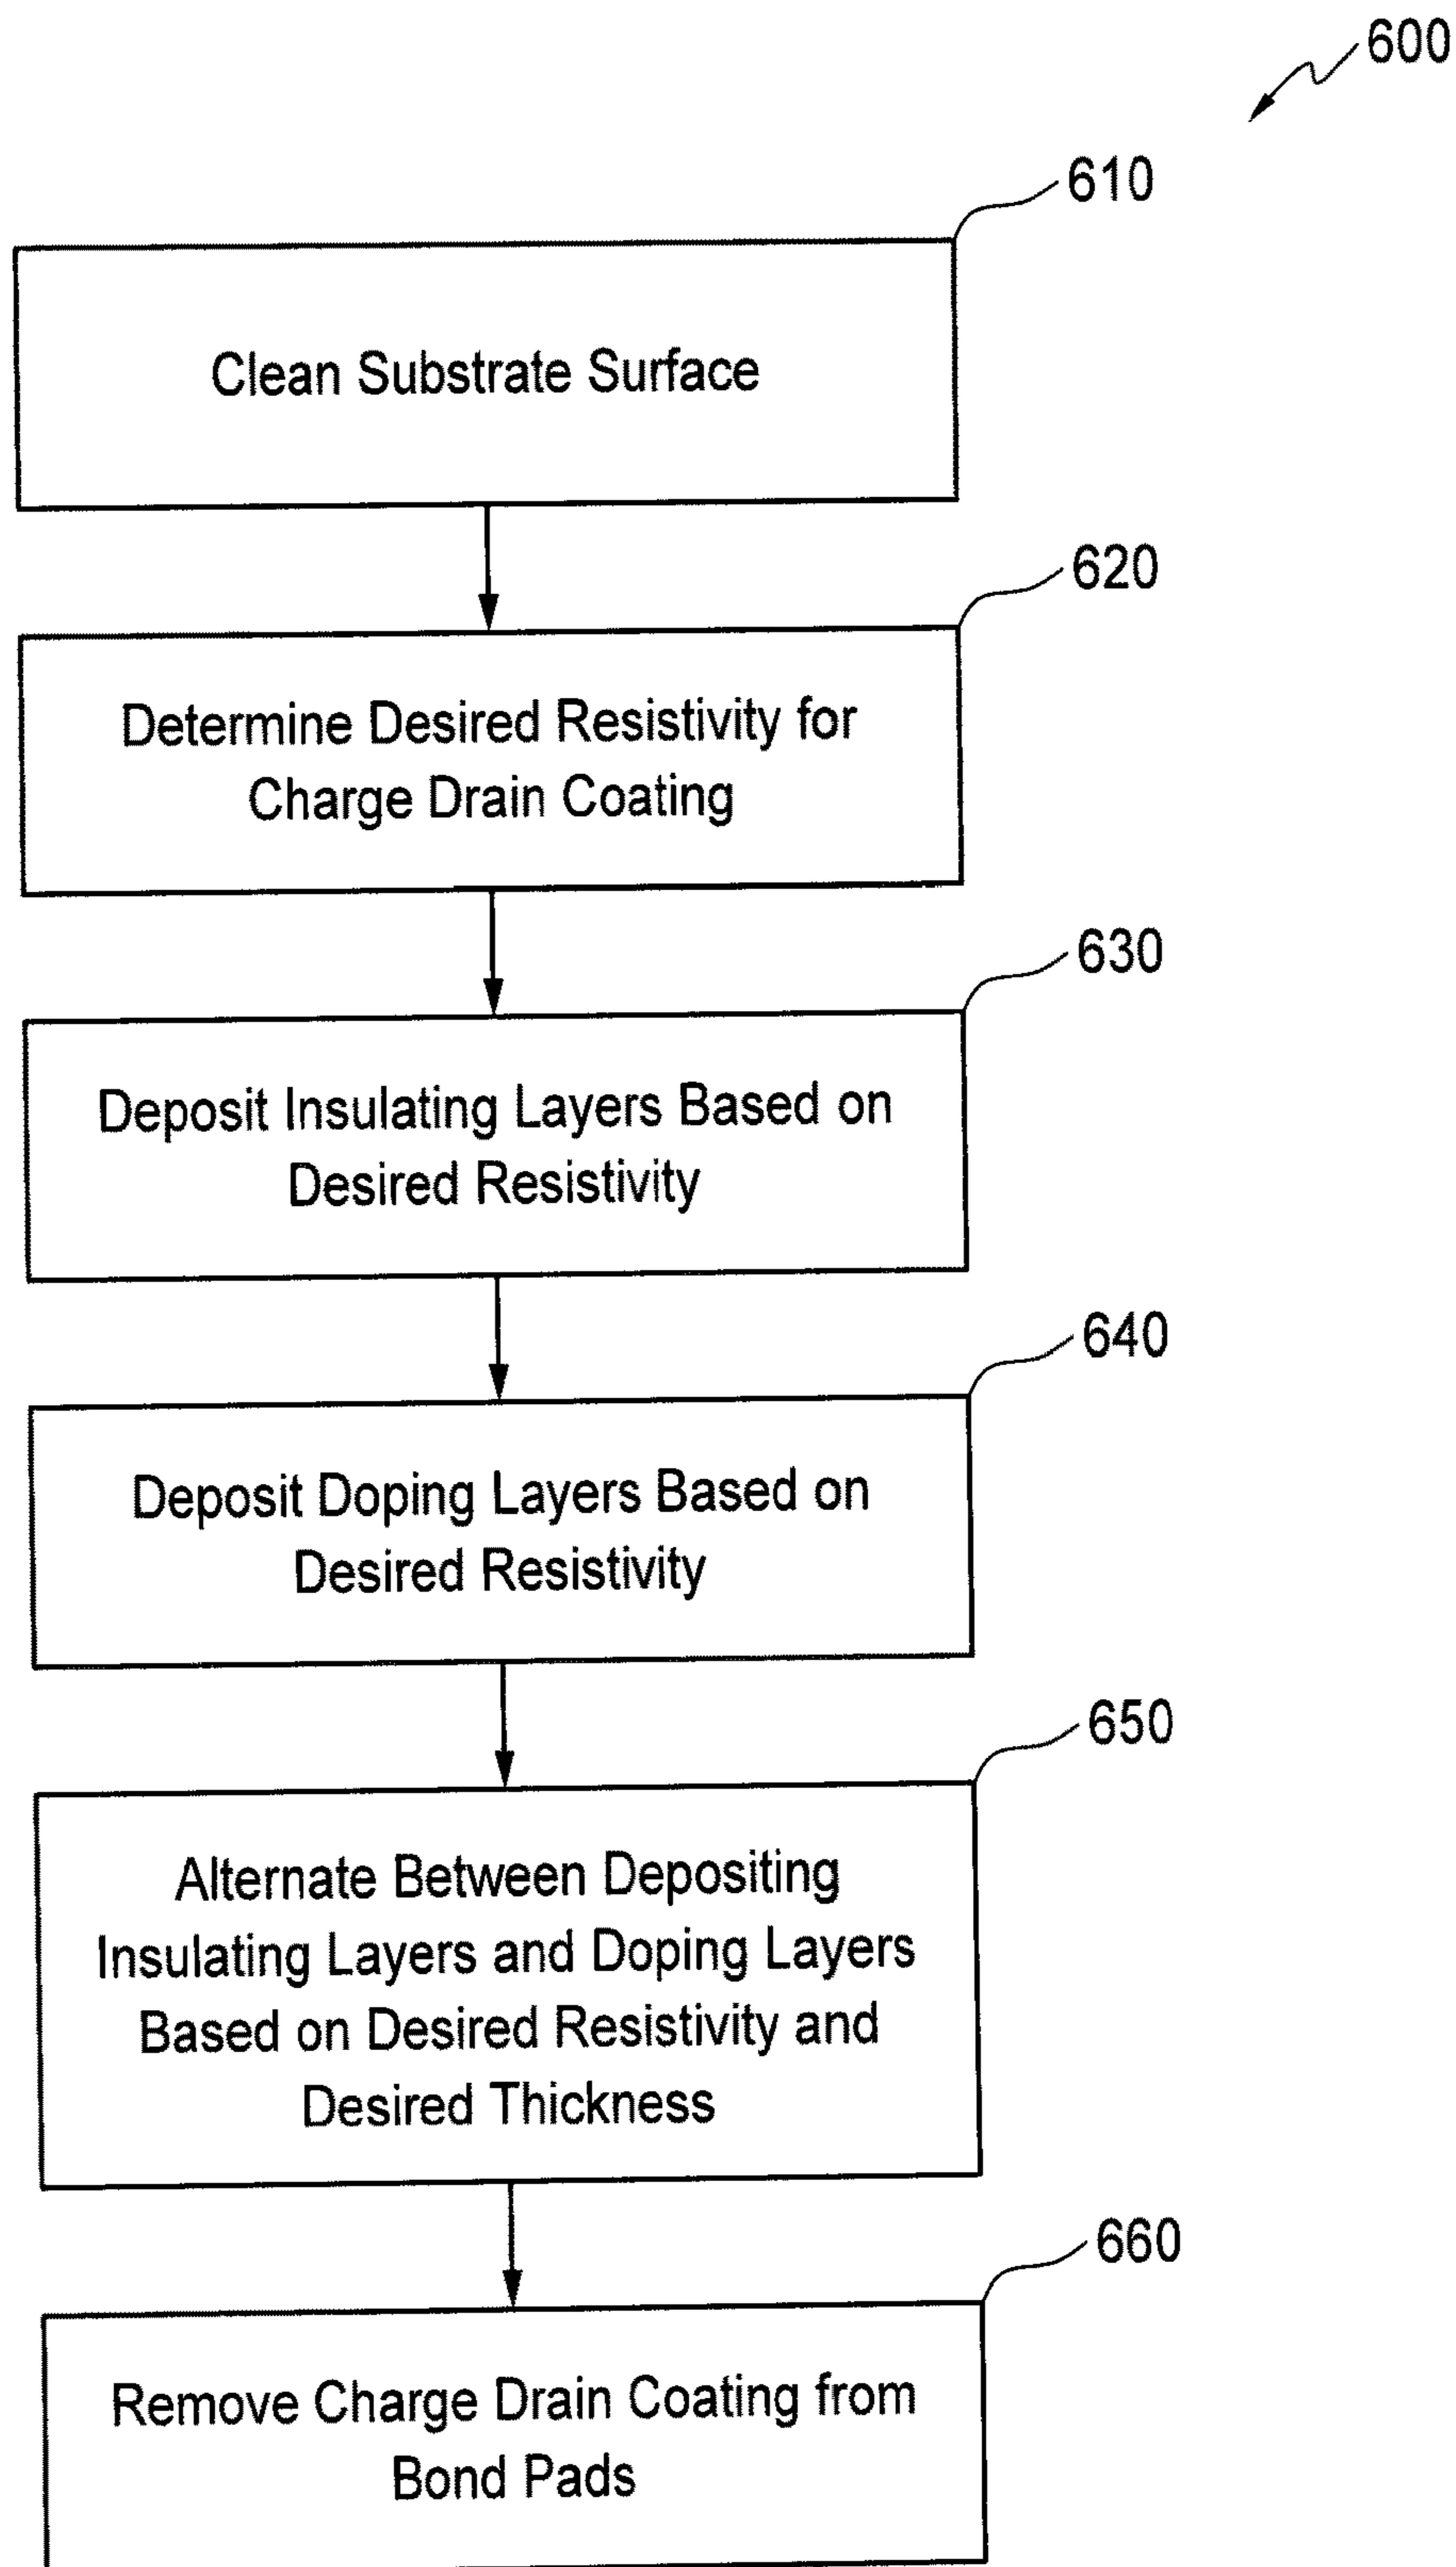 600
610
Clean Substrate Surface
620
Determine Desired Resistivity for
Charge Drain Coating
630
Deposit Insulating Layers Based on
Desired Resistivity
640
Deposit Doping Layers Based on
Desired Resistivity
650
Alternate Between Depositing
Insulating Layers and Doping Layers
Based on Desired Resistivity and
Desired Thickness
660
Remove Charge Drain Coating from
Bond Pads